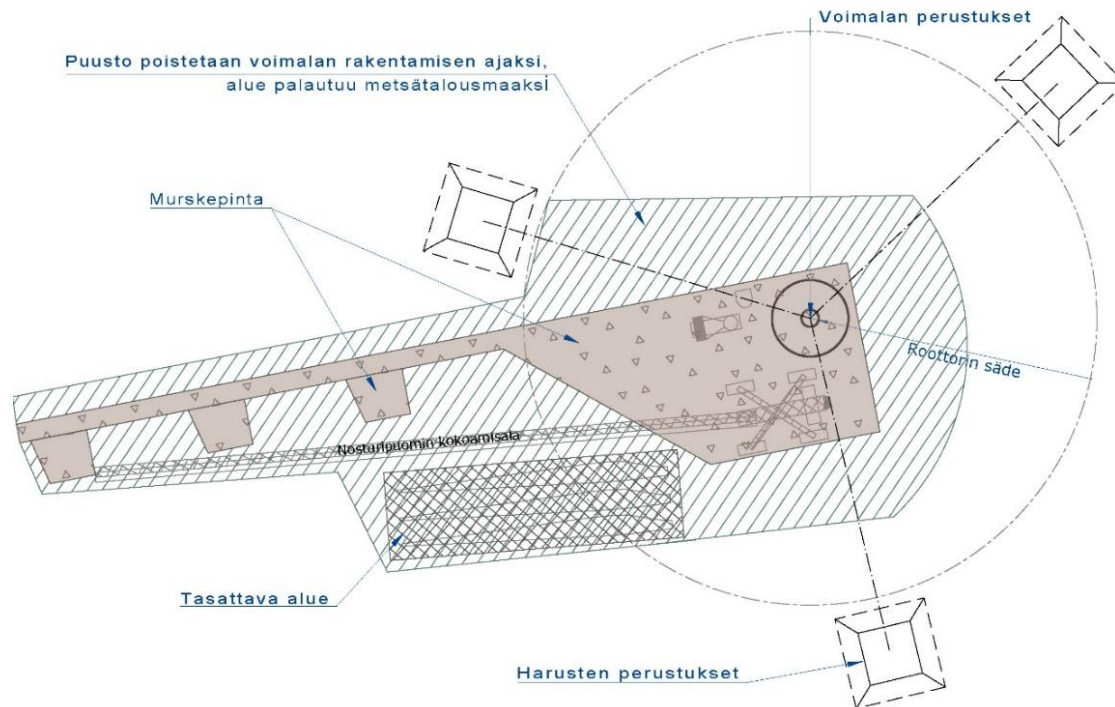 Voimalan perustukset
Puusto poistetaan voimalan rakentamisen ajaksi,
alue palautuu metsätalousmaaksi
Murskepinta
Roottorin säde
Nosturipuomin kokoamisala
Tasattava alue
Harusten perustukset